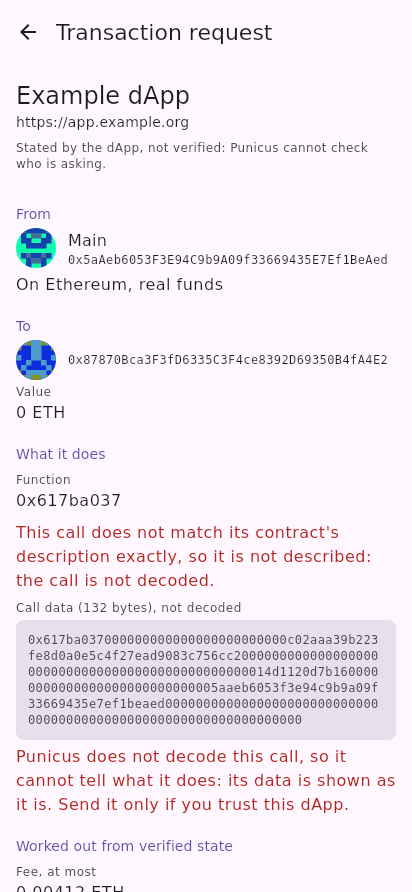 Transaction request
Example dApp
https://app.example.org
Stated by the dApp, not verified: Punicus cannot check
who is asking.
From
Main
0x5aAeb6053F3E94C9b9A09f33669435E7Ef1BeAed
On Ethereum, real funds
To
0x87870Bca3F3fD6335C3F4ce8392D69350B4fA4E2
Value
0 ETH
What it does
Function
0x617ba037
This call does not match its contract's
description exactly, so it is not described:
the call is not decoded.
Call data (132 bytes), not decoded
0x617ba037000000000000000000000000c02aaa39b223
fe8d0a0e5c4f27ead9083c756cc2000000000000000000
00000000000000000000000000000014d1120d7b160000
000000000000000000000005aaeb6053f3e94c9b9a09f
33669435e7ef1beaed0000000000000000000000000000
000000000000000000000000000000000000
Punicus does not decode this call, so it
cannot tell what it does: its data is shown as
it is. Send it only if you trust this dApp.
Worked out from verified state
Fee, at most
0.00412 ETH